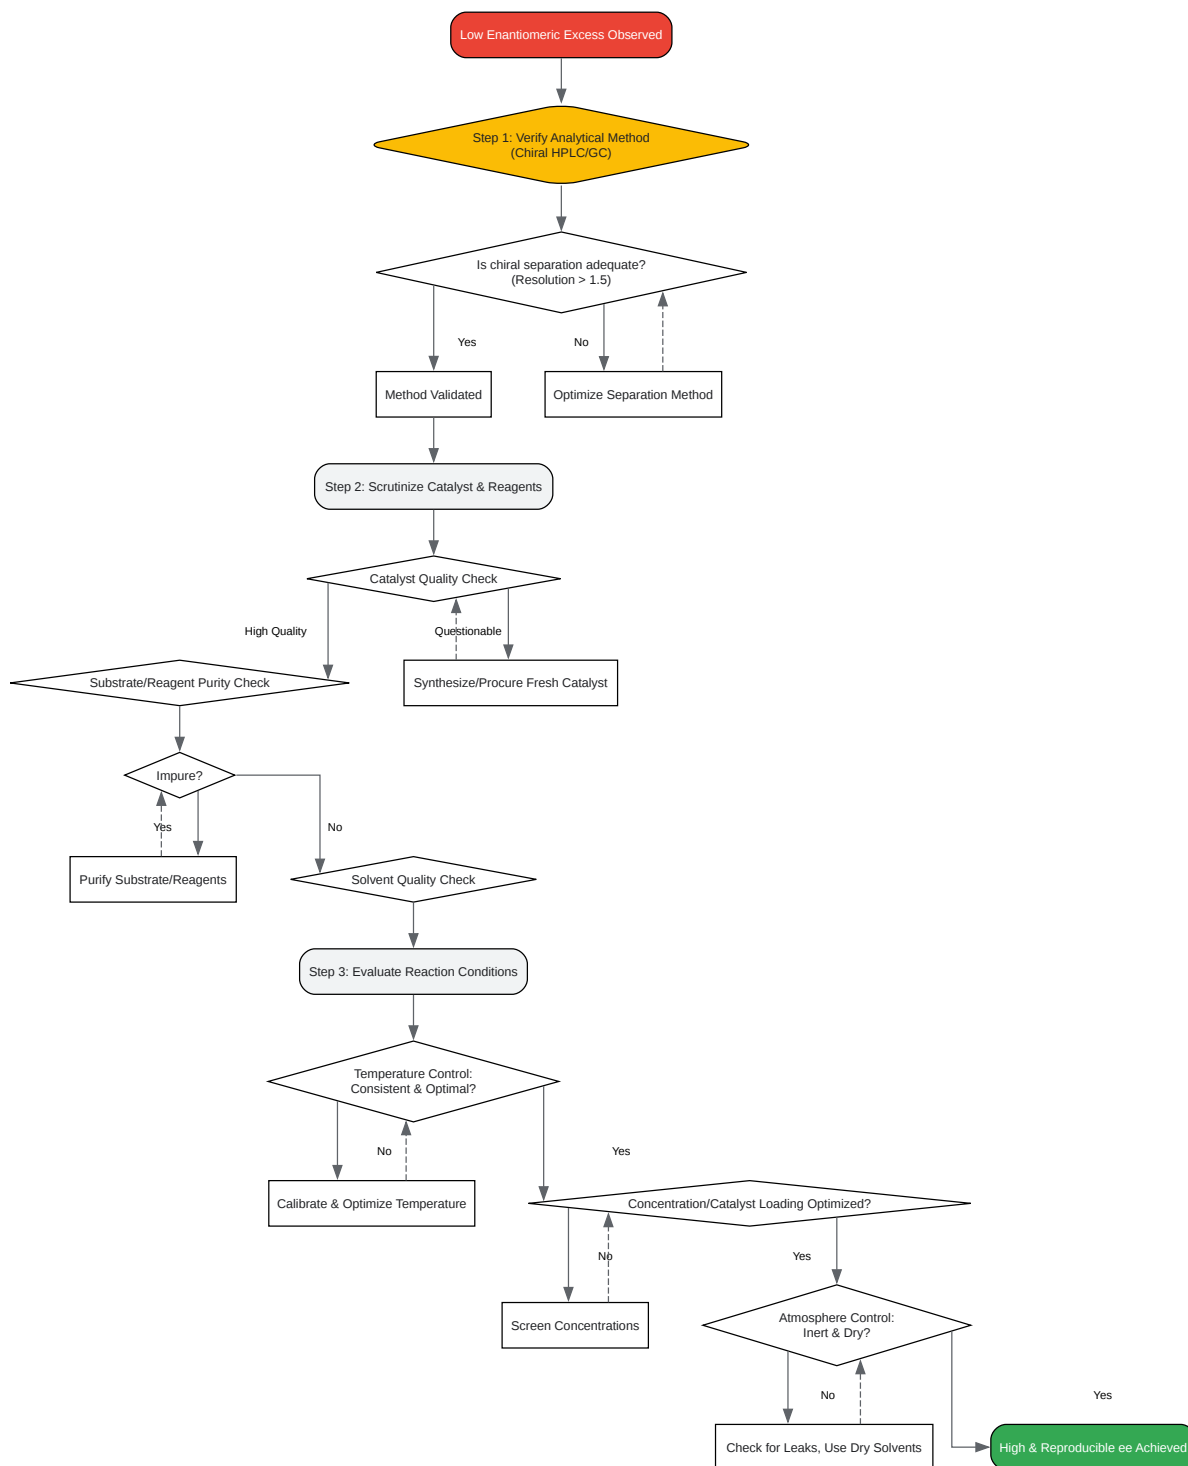 Low Enantiomeric Excess Observed
Step 1: Verify Analytical Method
(Chiral HPLC/GC)
Is chiral separation adequate?
(Resolution > 1.5)
Yes
No
Method Validated
Optimize Separation Method
Step 2: Scrutinize Catalyst & Reagents
Catalyst Quality Check
High Quality
Questionable
Substrate/Reagent Purity Check
Synthesize/Procure Fresh Catalyst
Impure?
Yes
No
Purify Substrate/Reagents
Solvent Quality Check
Step 3: Evaluate Reaction Conditions
Temperature Control:
Consistent & Optimal?
No
Yes
Calibrate & Optimize Temperature
Concentration/Catalyst Loading Optimized?
No
Yes
Screen Concentrations
Atmosphere Control:
Inert & Dry?
No
Yes
Check for Leaks, Use Dry Solvents
High & Reproducible ee Achieved